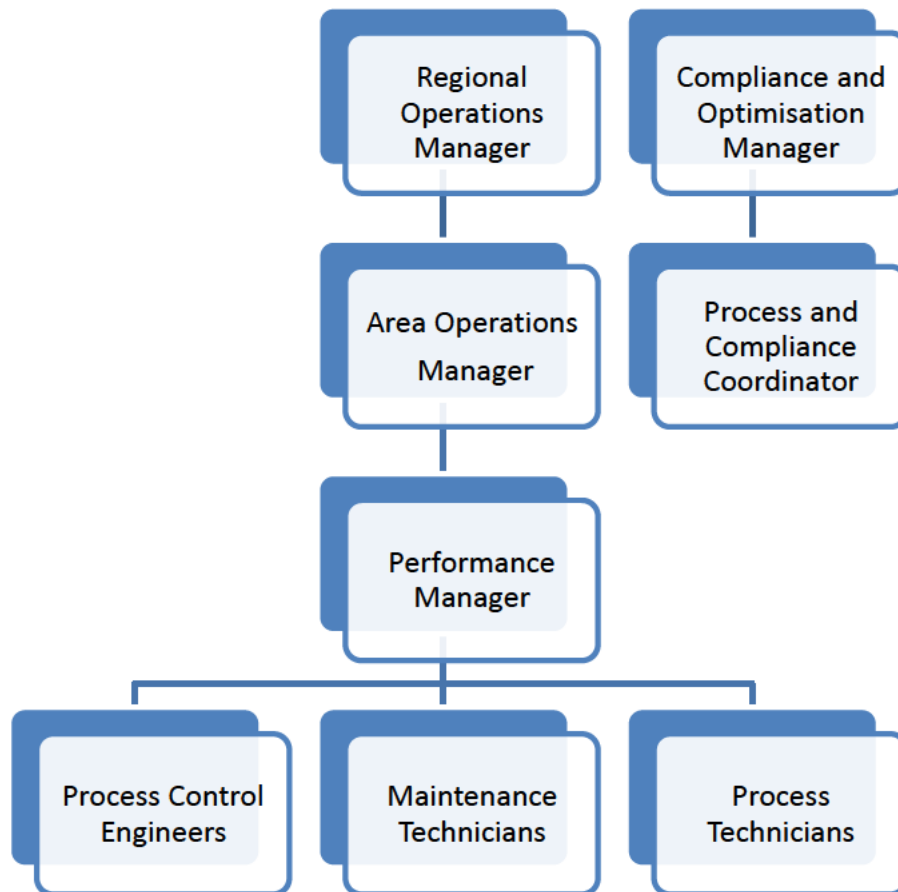 Regional
Operations
Manager
Compliance and
Optimisation
Manager
Area Operations
Manager
Process and
Compliance
Coordinator
Performance
Manager
Process Control
Engineers
Maintenance
Technicians
Process
Technicians